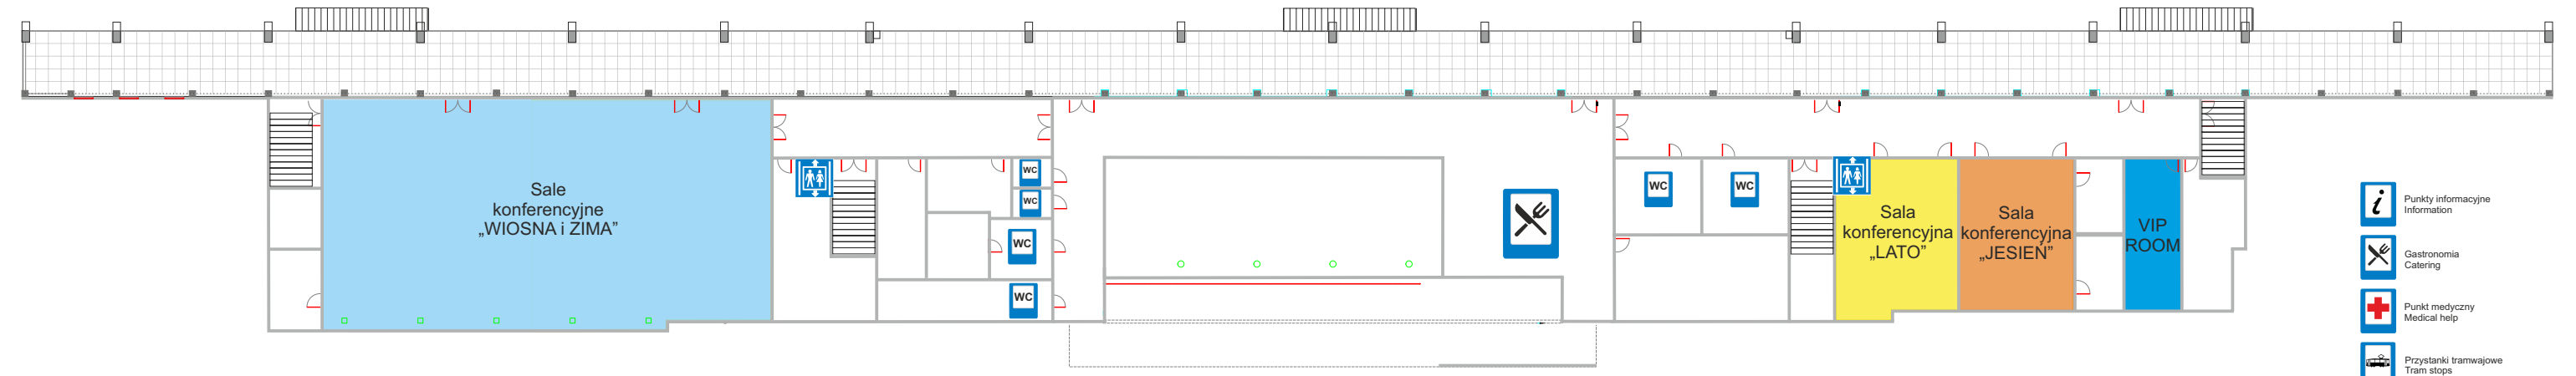 Sale
konferencyjne
„WIOSNA i ZIMA”
WC
WC
WC
WC
WC
WC
Sala
konferencyjna
„LATO”
Sala
konferencyjna
„JESIEŃ”
VIP
ROOM
i
Punkty informacyjne
Information
Gastronomia
Catering
Punkt medyczny
Medical help
Przystanki tramwajowe
Tram stops